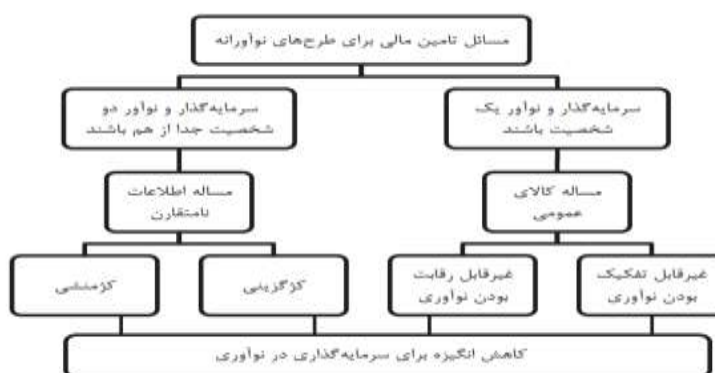 مسائل تامین مالی برای طرح‌های نوآورانه
سرمایه‌گذار و نوآور یک
شخصیت باشند
سرمایه‌گذار و نوآور دو
شخصیت جدا از هم باشند
مساله کالای
عمومی
مساله اطلاعات
نامتقارن
غیرقابل تفکیک
بودن نوآوری
غیرقابل رقابت
بودن نوآوری
کژگزینی
کژمنشی
کاهش انگیزه برای سرمایه‌گذاری در نوآوری